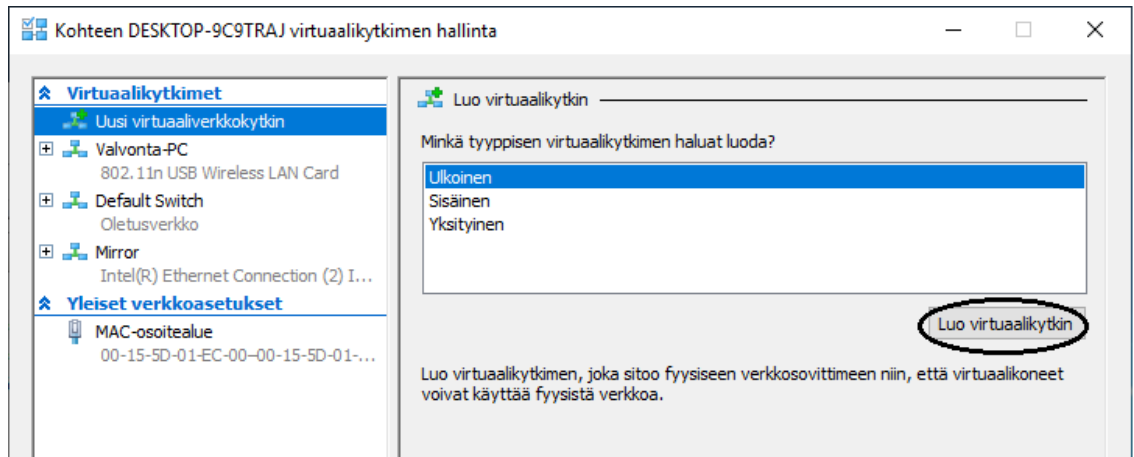 Kohteen DESKTOP-9C9TRAJ virtuaalikytkimen hallinta
Virtuaalikytkimet
Uusi virtuaaliverkkokytkin
Valvonta-PC
802.11n USB Wireless LAN Card
Default Switch
Oletusverkko
Mirror
Intel(R) Ethernet Connection (2) I...
Yleiset verkkoasetukset
MAC-osoitealue
00-15-5D-01-EC-00–00-15-5D-01-...
Luo virtuaalikytkin
Minkä tyyppisen virtuaalikytkimen haluat luoda?
Ulkoinen
Sisäinen
Yksityinen
Luo virtuaalikytkin
Luo virtuaalikytkimen, joka sitoo fyysiseen verkkosovittimeen niin, että virtuaalikoneet
voivat käyttää fyysistä verkkoa.